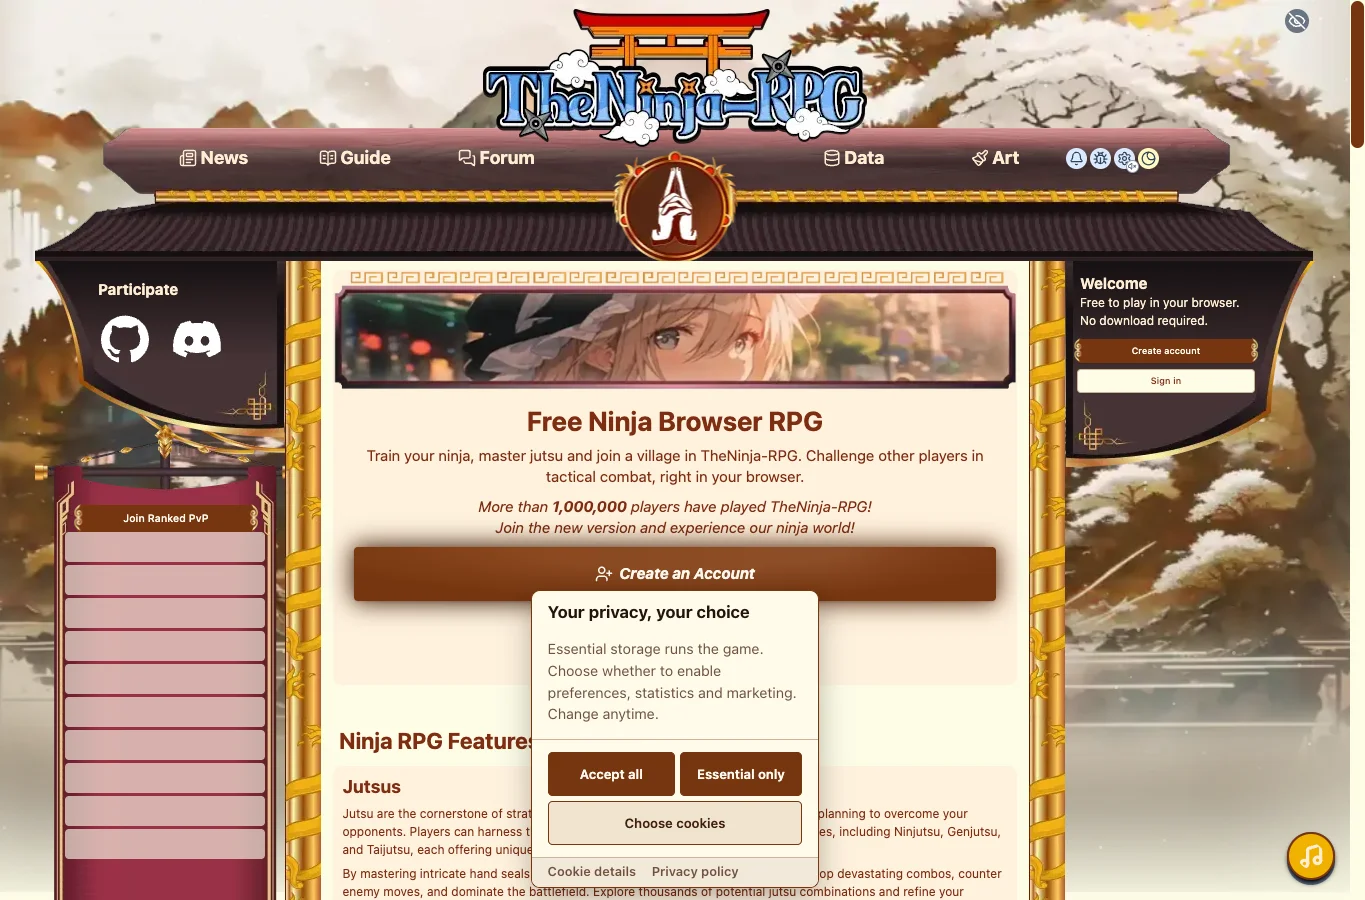 TheNinja-RPG
News
Guide
Forum
Data
Art
Participate
Join Ranked PvP
Welcome
Free to play in your browser.
No download required.
Create account
Sign in
Free Ninja Browser RPG
Train your ninja, master jutsu and join a village in TheNinja-RPG. Challenge other players in
tactical combat, right in your browser.
More than 1,000,000 players have played TheNinja-RPG!
Join the new version and experience our ninja world!
Create an Account
Ninja RPG Features
Jutsus
Jutsu are the cornerstone of strat
planning to overcome your
opponents. Players can harness t
es, including Ninjutsu, Genjutsu,
and Taijutsu, each offering unique
By mastering intricate hand seals
op devastating combos, counter
enemy moves, and dominate the battlefield. Explore thousands of potential jutsu combinations and refine your
Your privacy, your choice
Essential storage runs the game.
Choose whether to enable
preferences, statistics and marketing.
Change anytime.
Accept all
Essential only
Choose cookies
Cookie details
Privacy policy